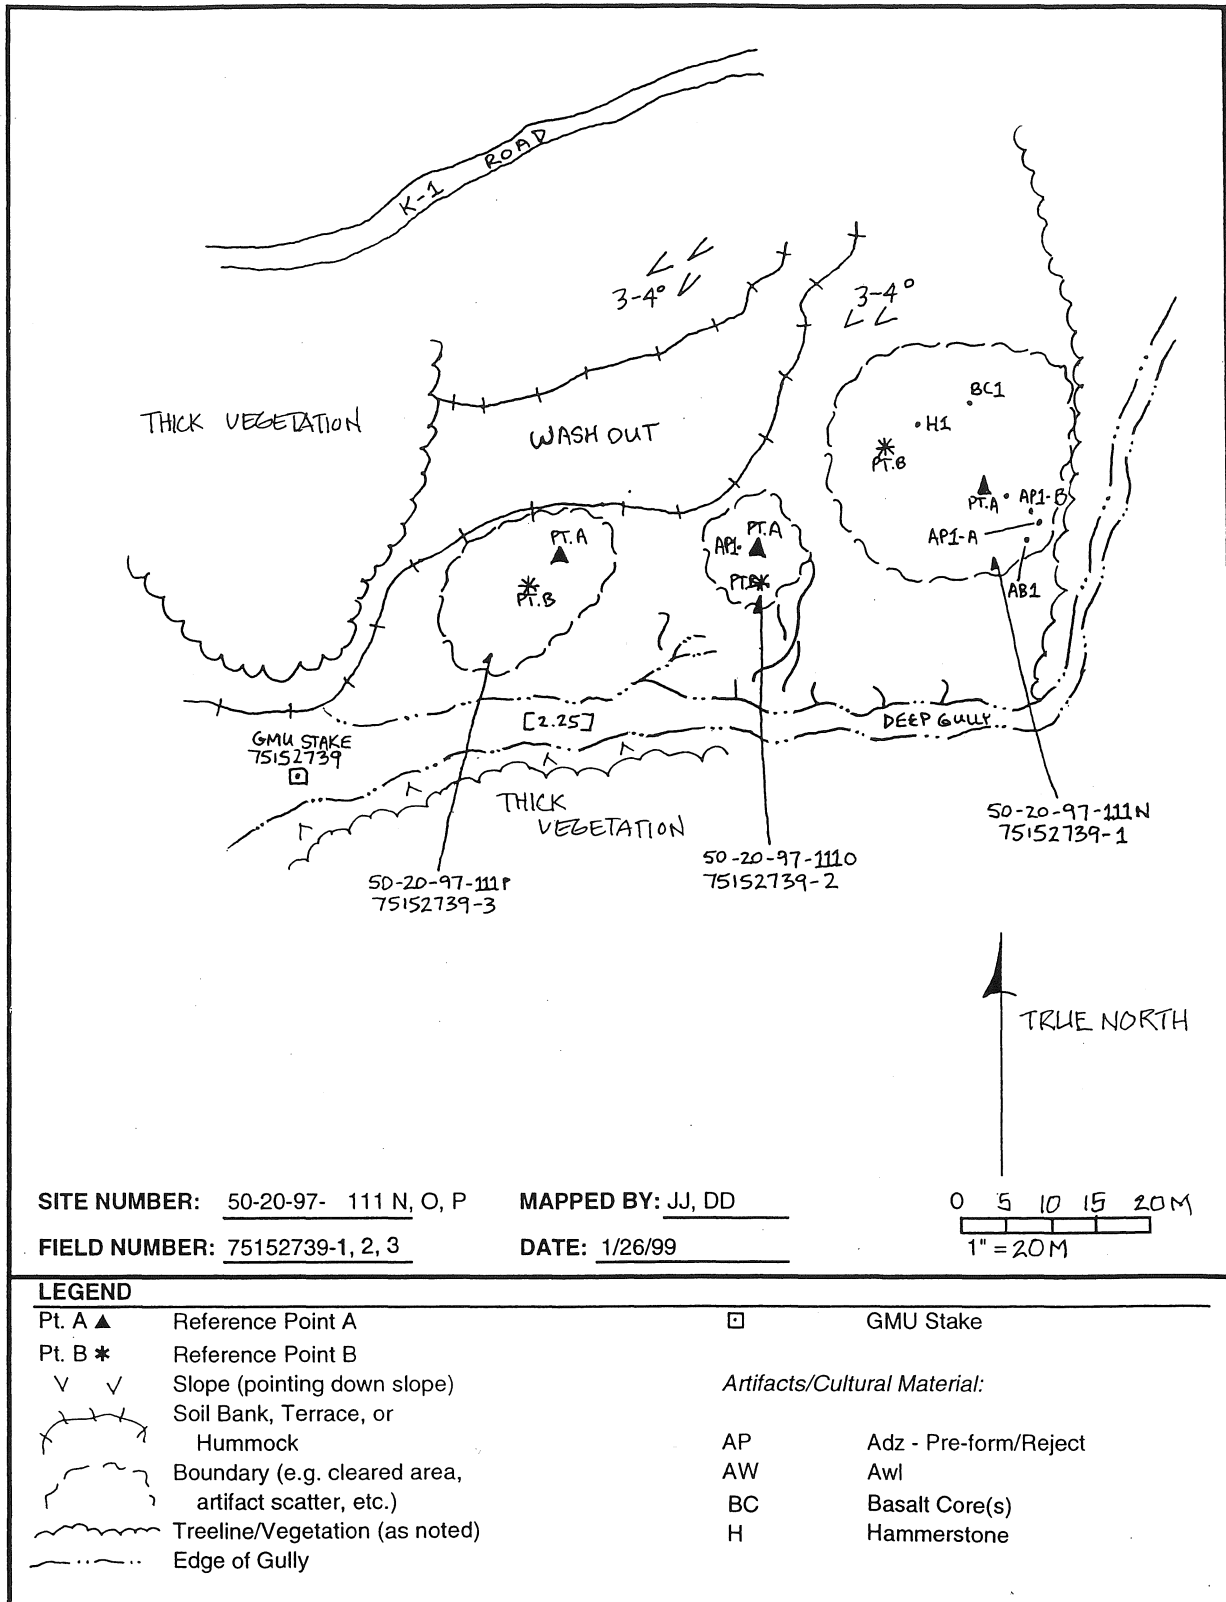 K-1 ROAD
3-4°
3-4°
THICK VEGETATION
WASH OUT
BC1
H1
PT.B
PT.A
AP1-B
AP1-A
AB1
PT.A
PT.B
PT.A
AP1
PT.B
[2.25]
DEEP GULLY
GMU STAKE
75152739
THICK
VEGETATION
50-20-97-111N
75152739-1
50-20-97-111O
75152739-2
50-20-97-111P
75152739-3
TRUE NORTH
SITE NUMBER: 50-20-97- 111 N, O, P MAPPED BY: JJ, DD
0 5 10 15 20M
FIELD NUMBER: 75152739-1, 2, 3 DATE: 1/26/99
1" = 20M
LEGEND
Pt. A Reference Point A
Pt. B Reference Point B
Slope (pointing down slope)
Soil Bank, Terrace, or
Hummock
Boundary (e.g. cleared area,
artifact scatter, etc.)
Treeline/Vegetation (as noted)
Edge of Gully
GMU Stake
Artifacts/Cultural Material:
AP Adz - Pre-form/Reject
AW Awl
BC Basalt Core(s)
H Hammerstone